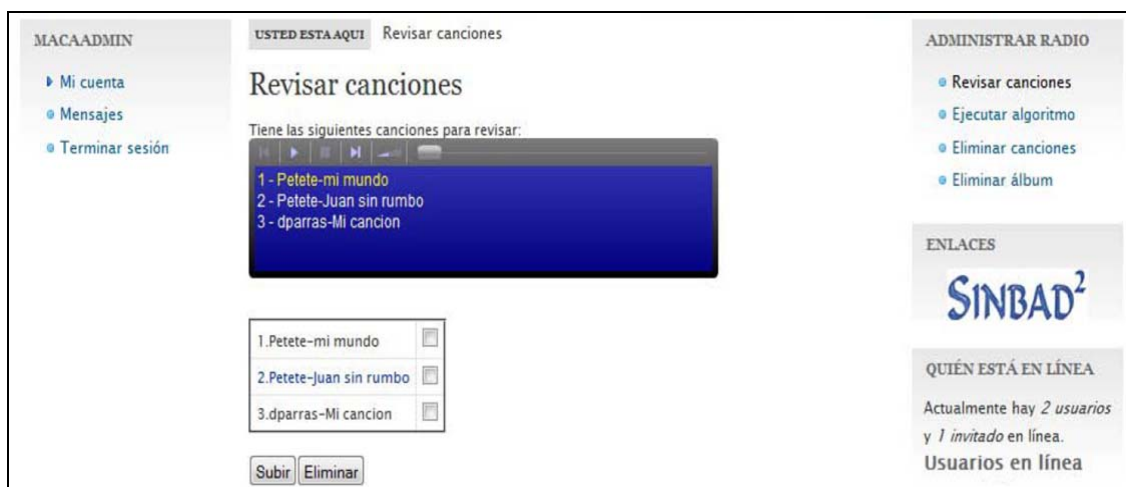 MACAADMIN
Mi cuenta
Mensajes
Terminar sesión
USTED ESTA AQUI Revisar canciones
Revisar canciones
Tiene las siguientes canciones para revisar:
1 - Petete-mi mundo
2 - Petete-Juan sin rumbo
3 - dparras-Mi cancion
1.Petete-mi mundo
2.Petete-Juan sin rumbo
3.dparras-Mi cancion
Subir Eliminar
ADMINISTRAR RADIO
Revisar canciones
Ejecutar algoritmo
Eliminar canciones
Eliminar álbum
ENLACES
SINBAD²
QUIÉN ESTÁ EN LÍNEA
Actualmente hay 2 usuarios
y 1 invitado en línea.
Usuarios en línea